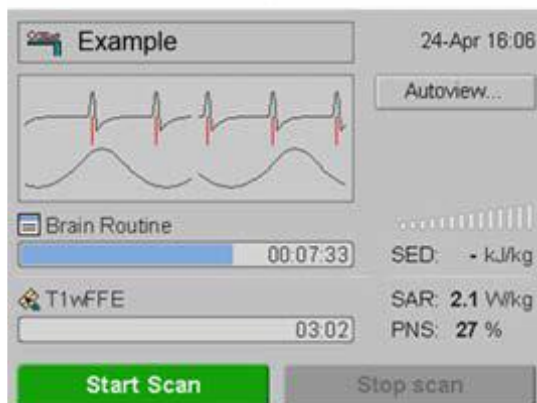 Example
24-Apr 16:06
Autoview...
Brain Routine
00:07:33
SED: - kJ/kg
T1wFFE
SAR: 2.1 W/kg
03:02
PNS: 27 %
Start Scan
Stop scan